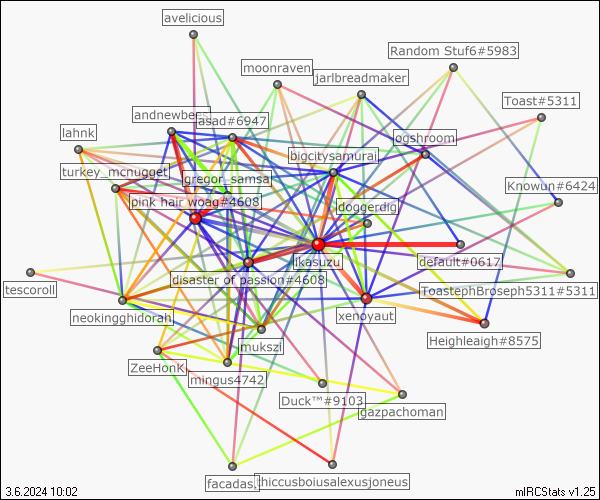 avelicious
Random Stuf6#5983
moonraven
jarlbreadmaker
Toast#5311
andnewbers
asad#6947
lahnk
ogshroom
bigcitysamurai
turkey_mcnugget
gregor_samsa
Knowun#6424
pink hair woag#4608
doggerdig
ikasuzu
default#0617
disaster of passion#4608
tescoroll
ToastephBroseph5311#5311
neokingghidorah
xenoyaut
Heighleaigh#8575
mukszi
ZeeHonK
mingus4742
Duck™#9103
gazpachoman
facadas.
thiccusboiusalexusjoneus
3.6.2024 10:02
mIRCStats v1.25